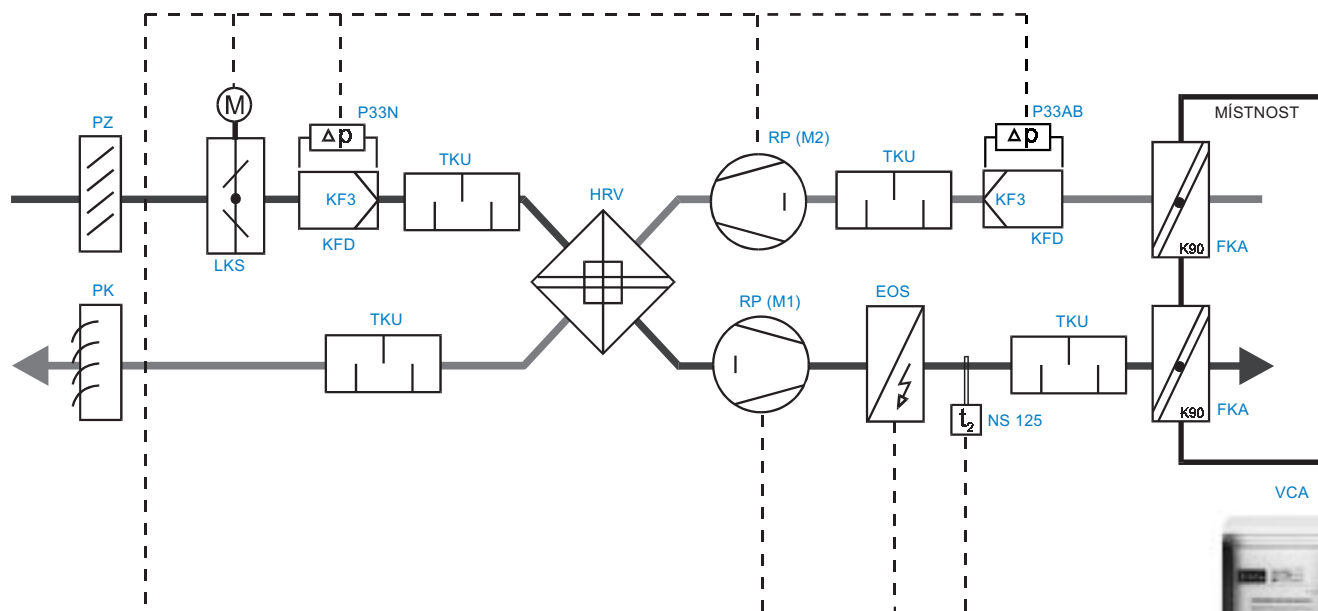 P33N
P33AB
M
Δp
Δp
MÍSTNOST
PZ
RP (M2)
TKU
TKU
HRV
KF3
KF3
KFD
KFD
LKS
K90
FKA
PK
RP (M1)
EOS
TKU
TKU
K90
FKA
t2
NS 125
VCA